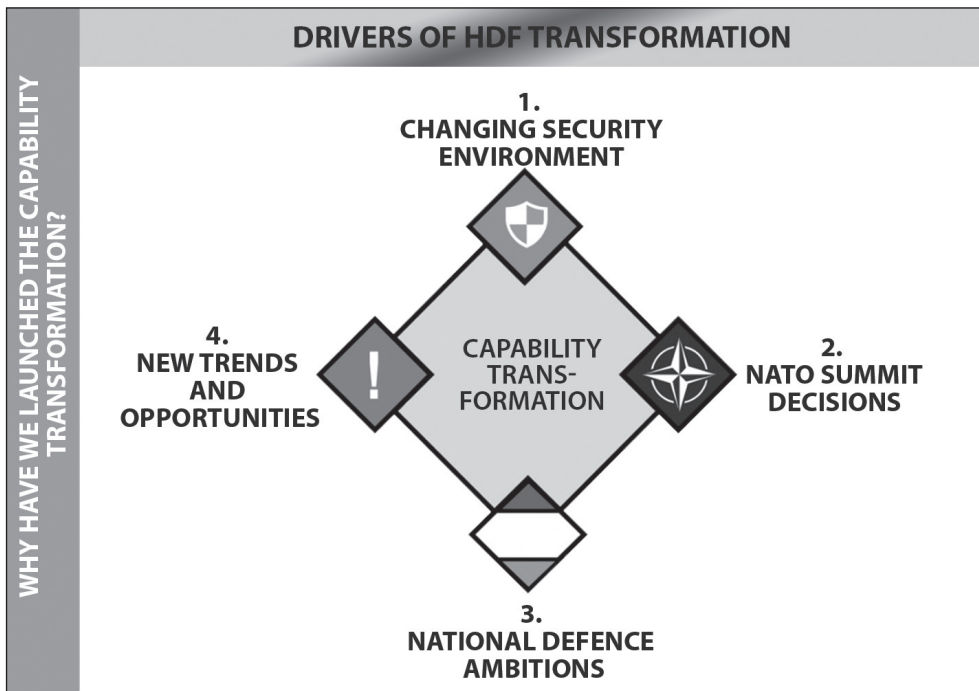 DRIVERS OF HDF TRANSFORMATION
WHY HAVE WE LAUNCHED THE CAPABILITY
TRANSFORMATION?
1.
CHANGING SECURITY
ENVIRONMENT
2.
NATO SUMMIT
DECISIONS
3.
NATIONAL DEFENCE
AMBITIONS
4.
NEW TRENDS
AND
OPPORTUNITIES
!
CAPABILITY
TRANS-
FORMATION